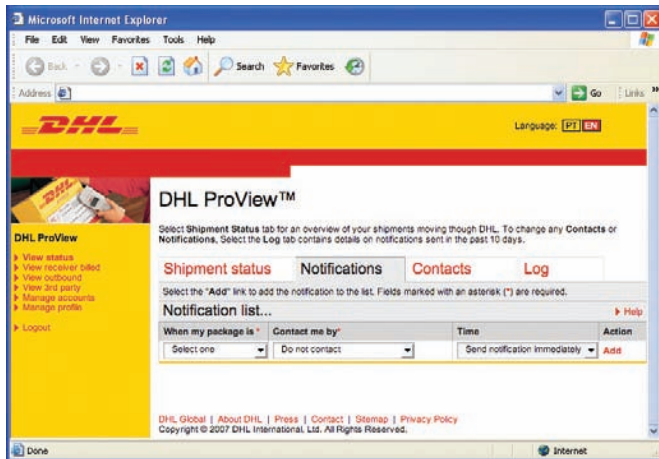 Microsoft Internet Explorer
File Edit View Favorites Tools Help
Back Search Favorites
Address Go Links »
DHL
Language: PT EN
DHL
DHL ProView™
Select Shipment Status tab for an overview of your shipments moving though DHL. To change any Contacts or
Notifications, Select the Log tab contains details on notifications sent in the past 10 days.
DHL ProView
View status
View receiver billed
View outbound
View 3rd party
Manage accounts
Manage profile
Logout
Shipment status Notifications Contacts Log
Select the "Add" link to add the notification to the list. Fields marked with an asterisk (*) are required.
Notification list... Help
When my package is * Contact me by* Time Action
Select one Do not contact Send notification immediately Add
DHL Global | About DHL | Press | Contact | Sitemap | Privacy Policy
Copyright © 2007 DHL International, Ltd. All Rights Reserved.
Done Internet